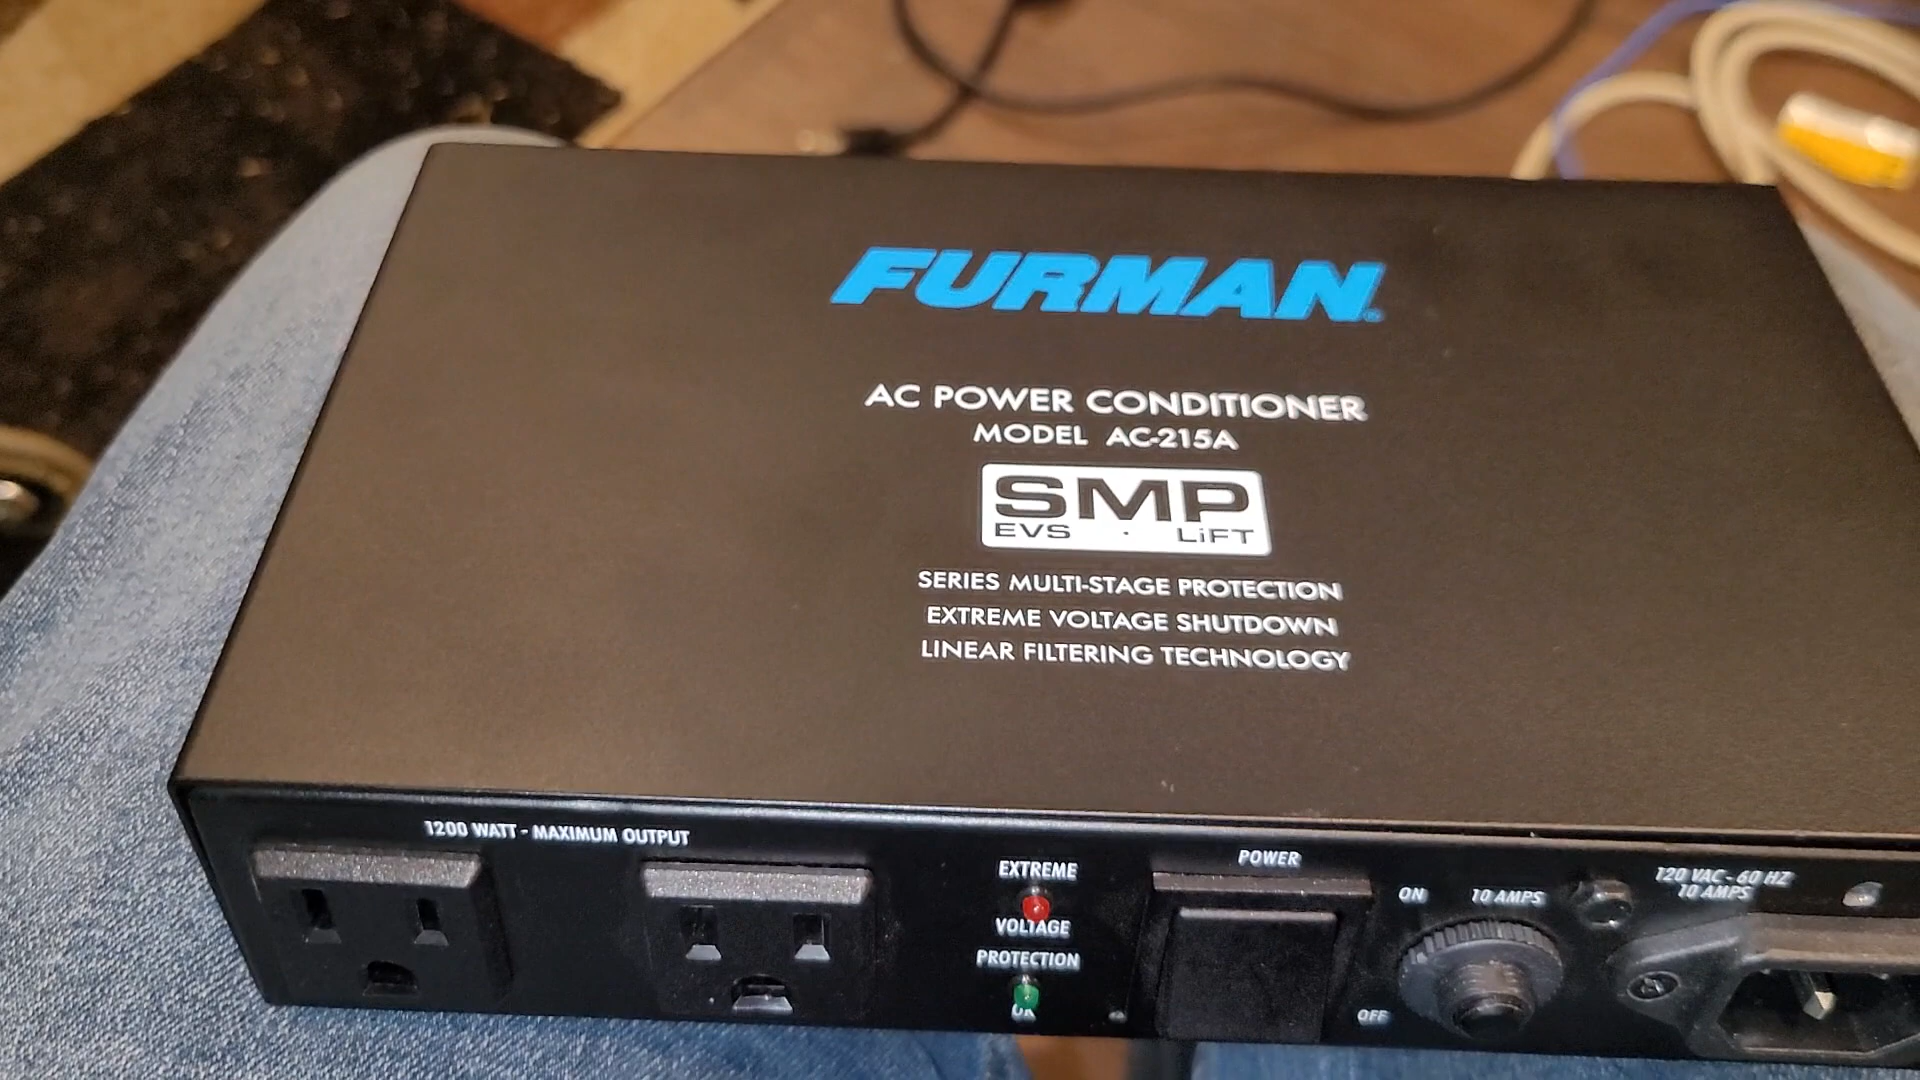 FURMAN®
AC POWER CONDITIONER
MODEL AC-215A
SMP
EVS · LiFT
SERIES MULTI-STAGE PROTECTION
EXTREME VOLTAGE SHUTDOWN
LINEAR FILTERING TECHNOLOGY
1200 WATT - MAXIMUM OUTPUT
EXTREME
VOLTAGE
PROTECTION
OK
POWER
ON
OFF
10 AMPS
120 VAC - 60 HZ
10 AMPS